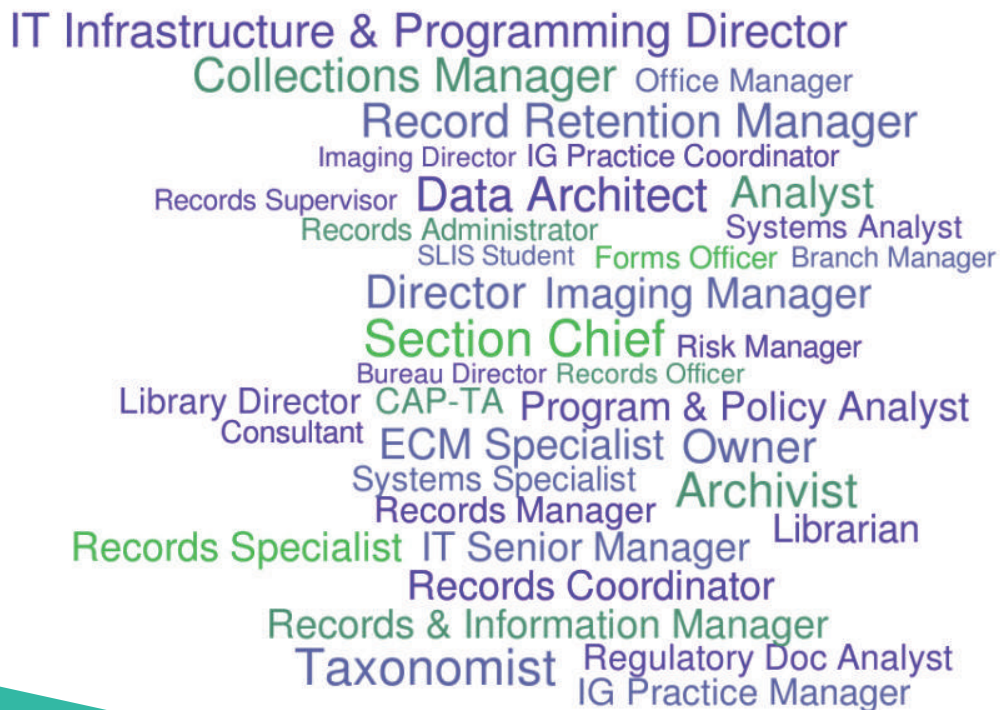 IT Infrastructure & Programming Director
Collections Manager Office Manager
Record Retention Manager
Imaging Director IG Practice Coordinator
Records Supervisor Data Architect Analyst
Records Administrator Systems Analyst
SLIS Student Forms Officer Branch Manager
Director Imaging Manager
Section Chief Risk Manager
Bureau Director Records Officer
Library Director CAP-TA Program & Policy Analyst
Consultant ECM Specialist Owner
Systems Specialist Archivist
Records Manager Librarian
Records Specialist IT Senior Manager
Records Coordinator
Records & Information Manager
Taxonomist Regulatory Doc Analyst
IG Practice Manager